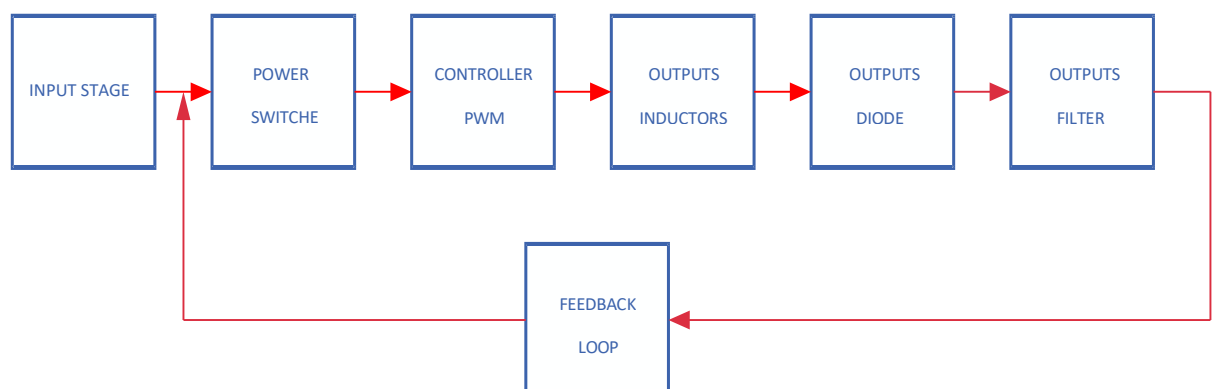 INPUT STAGE
POWER
SWITCHE
CONTROLLER
PWM
OUTPUTS
INDUCTORS
OUTPUTS
DIODE
OUTPUTS
FILTER
FEEDBACK
LOOP